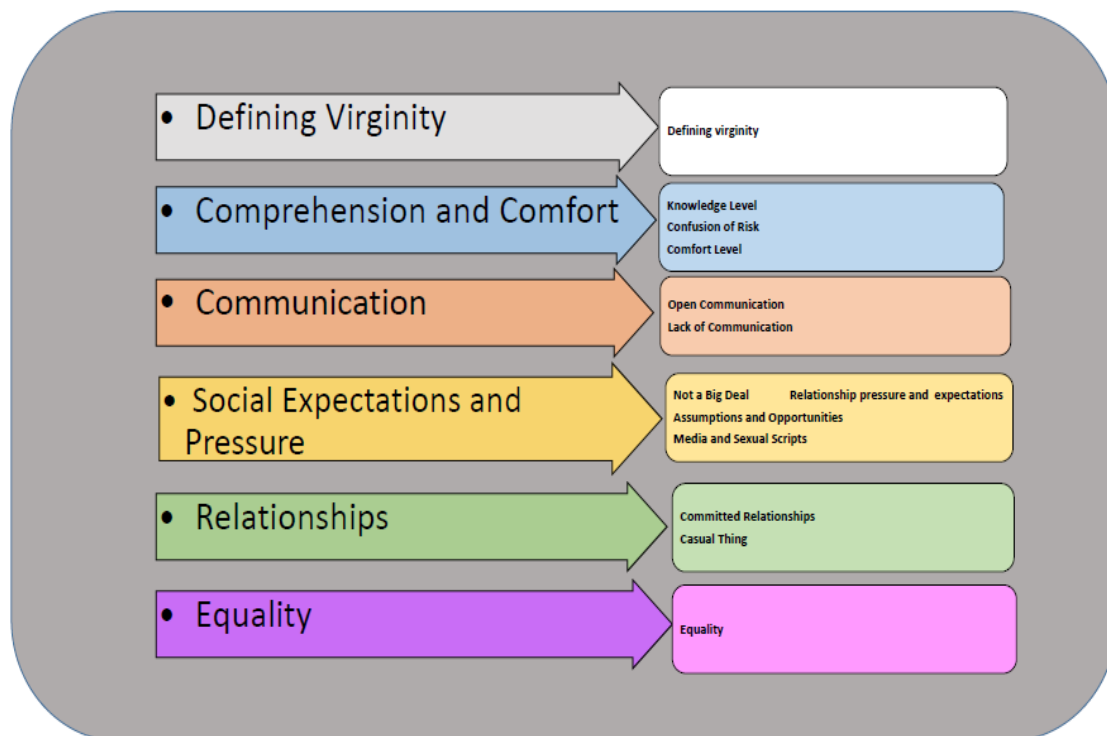 • Defining Virginity
Defining virginity
• Comprehension and Comfort
Knowledge Level
Confusion of Risk
Comfort Level
• Communication
Open Communication
Lack of Communication
• Social Expectations and
Pressure
Not a Big Deal Relationship pressure and expectations
Assumptions and Opportunities
Media and Sexual Scripts
• Relationships
Committed Relationships
Casual Thing
• Equality
Equality